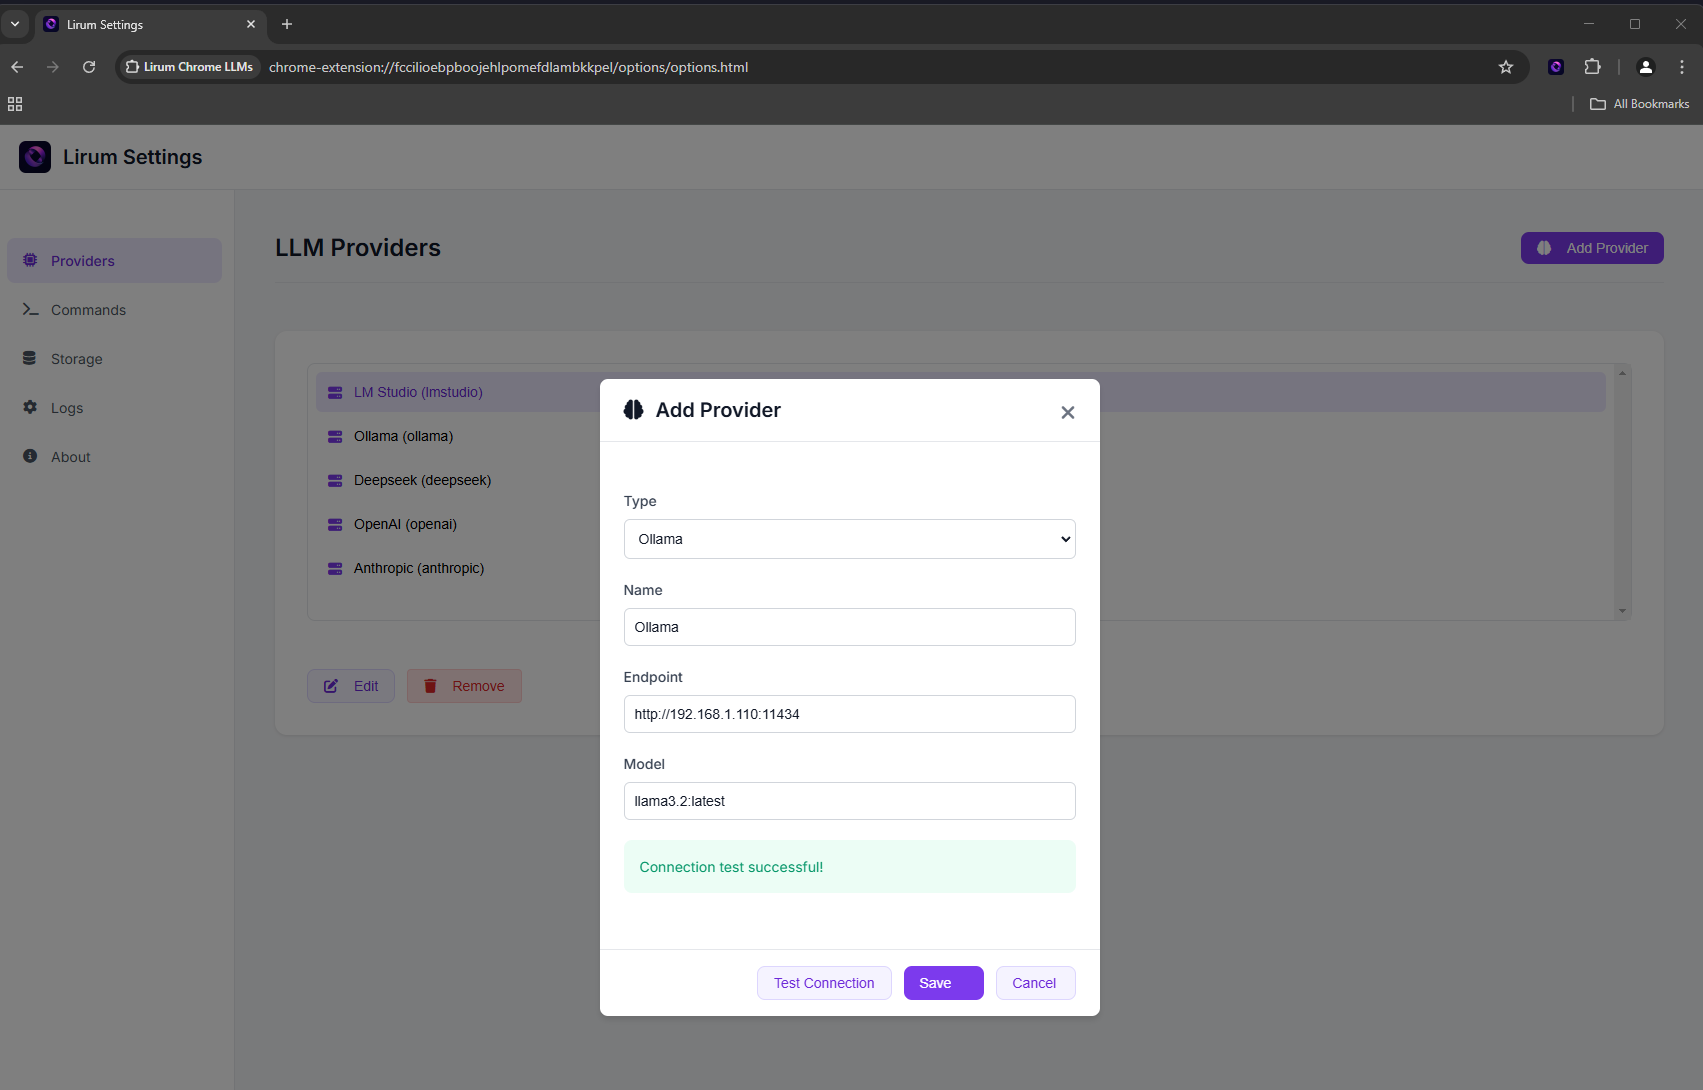 Lirum Settings
Lirum Chrome LLMs
chrome-extension://fccilioebpboojehlpomefdlambkkpel/options/options.html
All Bookmarks
Lirum Settings
Providers
Commands
Storage
Logs
About
LLM Providers
Add Provider
LM Studio (lmstudio)
Ollama (ollama)
Deepseek (deepseek)
OpenAI (openai)
Anthropic (anthropic)
Edit
Remove
Add Provider
Type
Ollama
Name
Ollama
Endpoint
http://192.168.1.110:11434
Model
llama3.2:latest
Connection test successful!
Test Connection
Save
Cancel